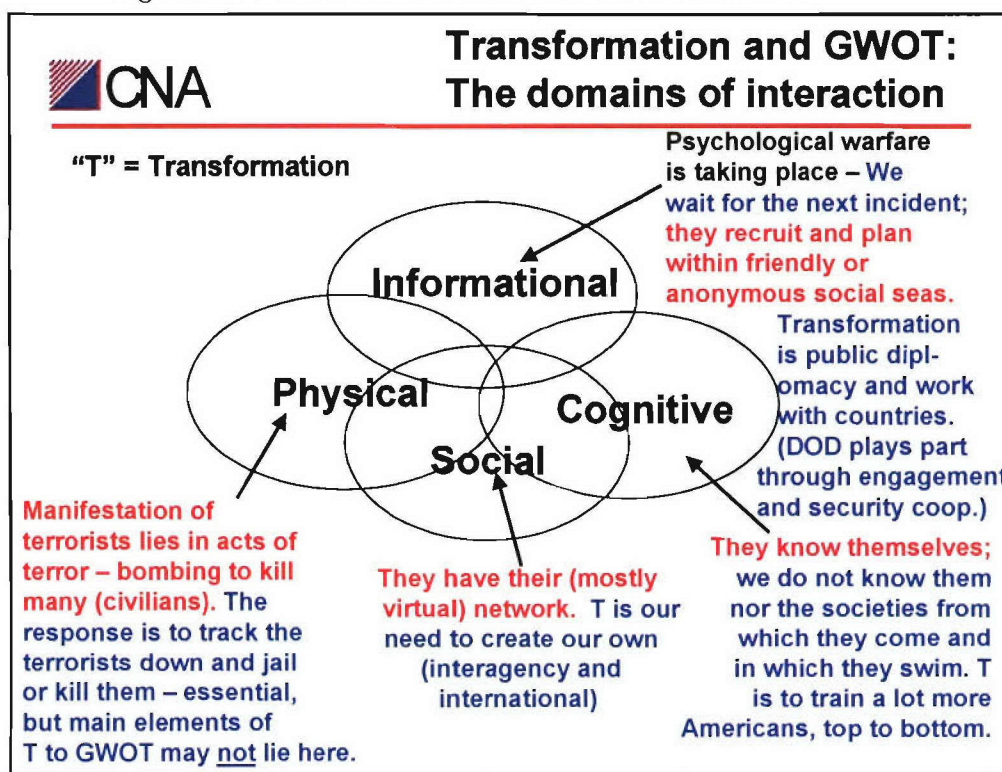 CNA
Transformation and GWOT:
The domains of interaction
"T" = Transformation
Psychological warfare
is taking place – We
wait for the next incident;
they recruit and plan
within friendly or
anonymous social seas.
Informational
Physical
Cognitive
Social
Transformation
is public dipl-
omacy and work
with countries.
(DOD plays part
through engagement
and security coop.)
Manifestation of
terrorists lies in acts of
terror – bombing to kill
many (civilians). The
response is to track the
terrorists down and jail
or kill them – essential,
but main elements of
T to GWOT may not lie here.
They have their (mostly
virtual) network. T is our
need to create our own
(interagency and
international)
They know themselves;
we do not know them
nor the societies from
which they come and
in which they swim. T
is to train a lot more
Americans, top to bottom.